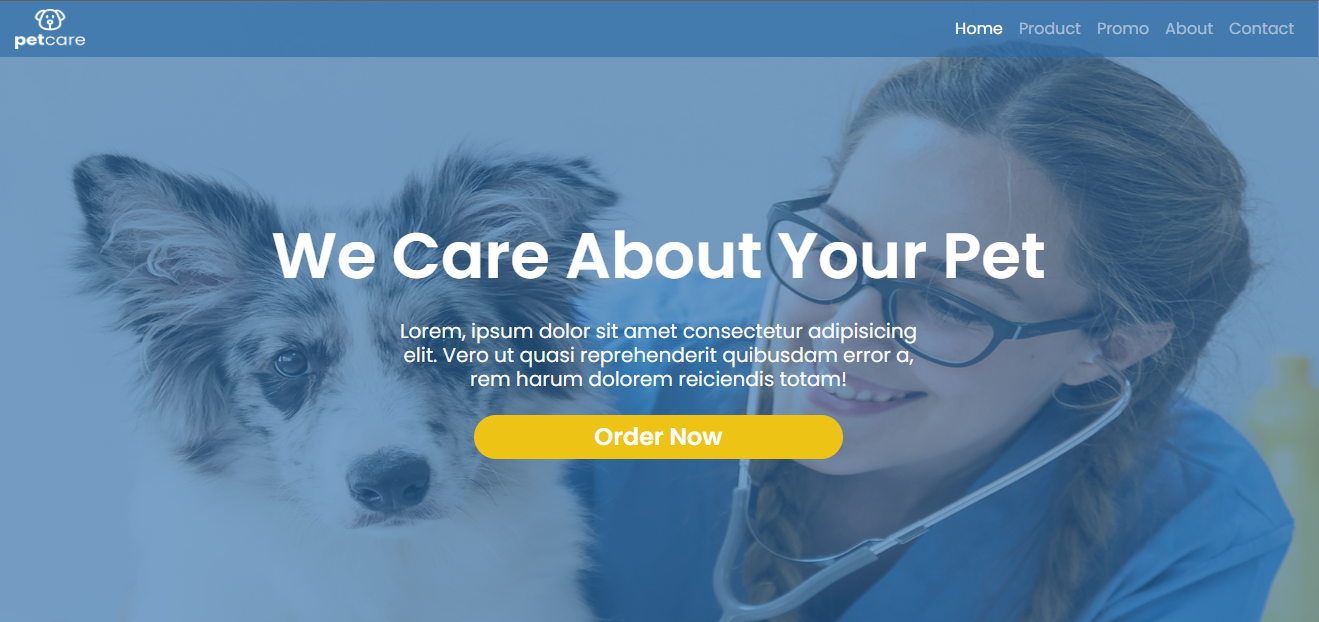 petcare
Home Product Promo About Contact
We Care About Your Pet
Lorem, ipsum dolor sit amet consectetur adipisicing
elit. Vero ut quasi reprehenderit quibusdam error a,
rem harum dolorem reiciendis totam!
Order Now